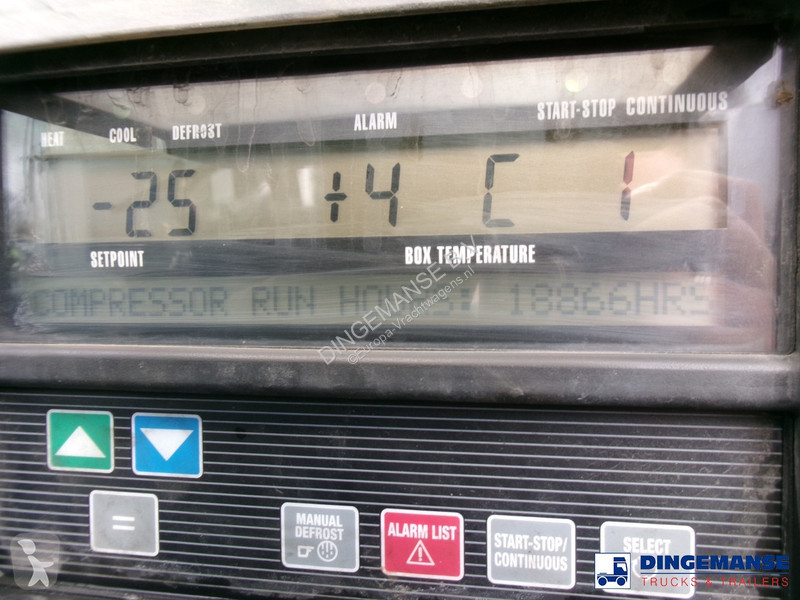 HEAT COOL DEFROST ALARM START-STOP CONTINUOUS
-25 +4 C 1
SETPOINT BOX TEMPERATURE
COMPRESSOR RUN HOURS: 18866HRS
DINGEMANSE BV
©Europa-Vrachtwagens.nl
=
MANUAL DEFROST
ALARM LIST
START-STOP/
CONTINUOUS
SELECT
DINGEMANSE
TRUCKS & TRAILERS